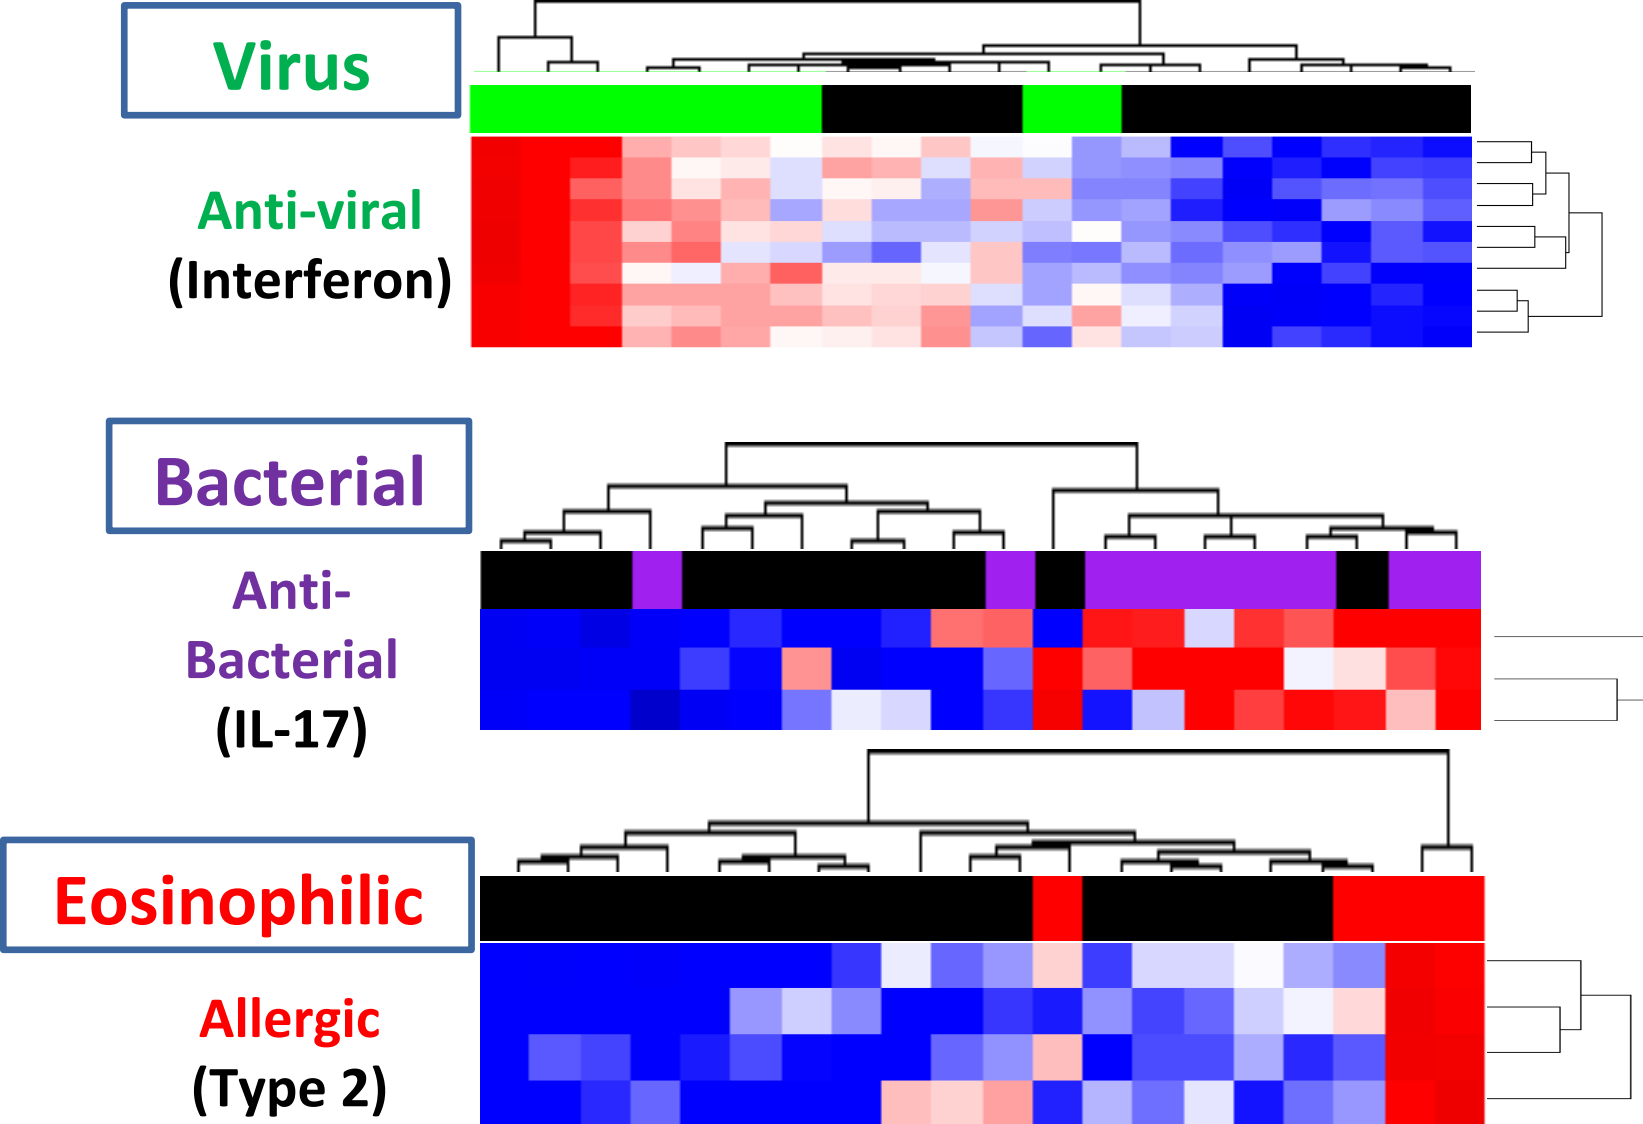 Virus
Anti-viral
(Interferon)
Bacterial
Anti-
Bacterial
(IL-17)
Eosinophilic
Allergic
(Type 2)